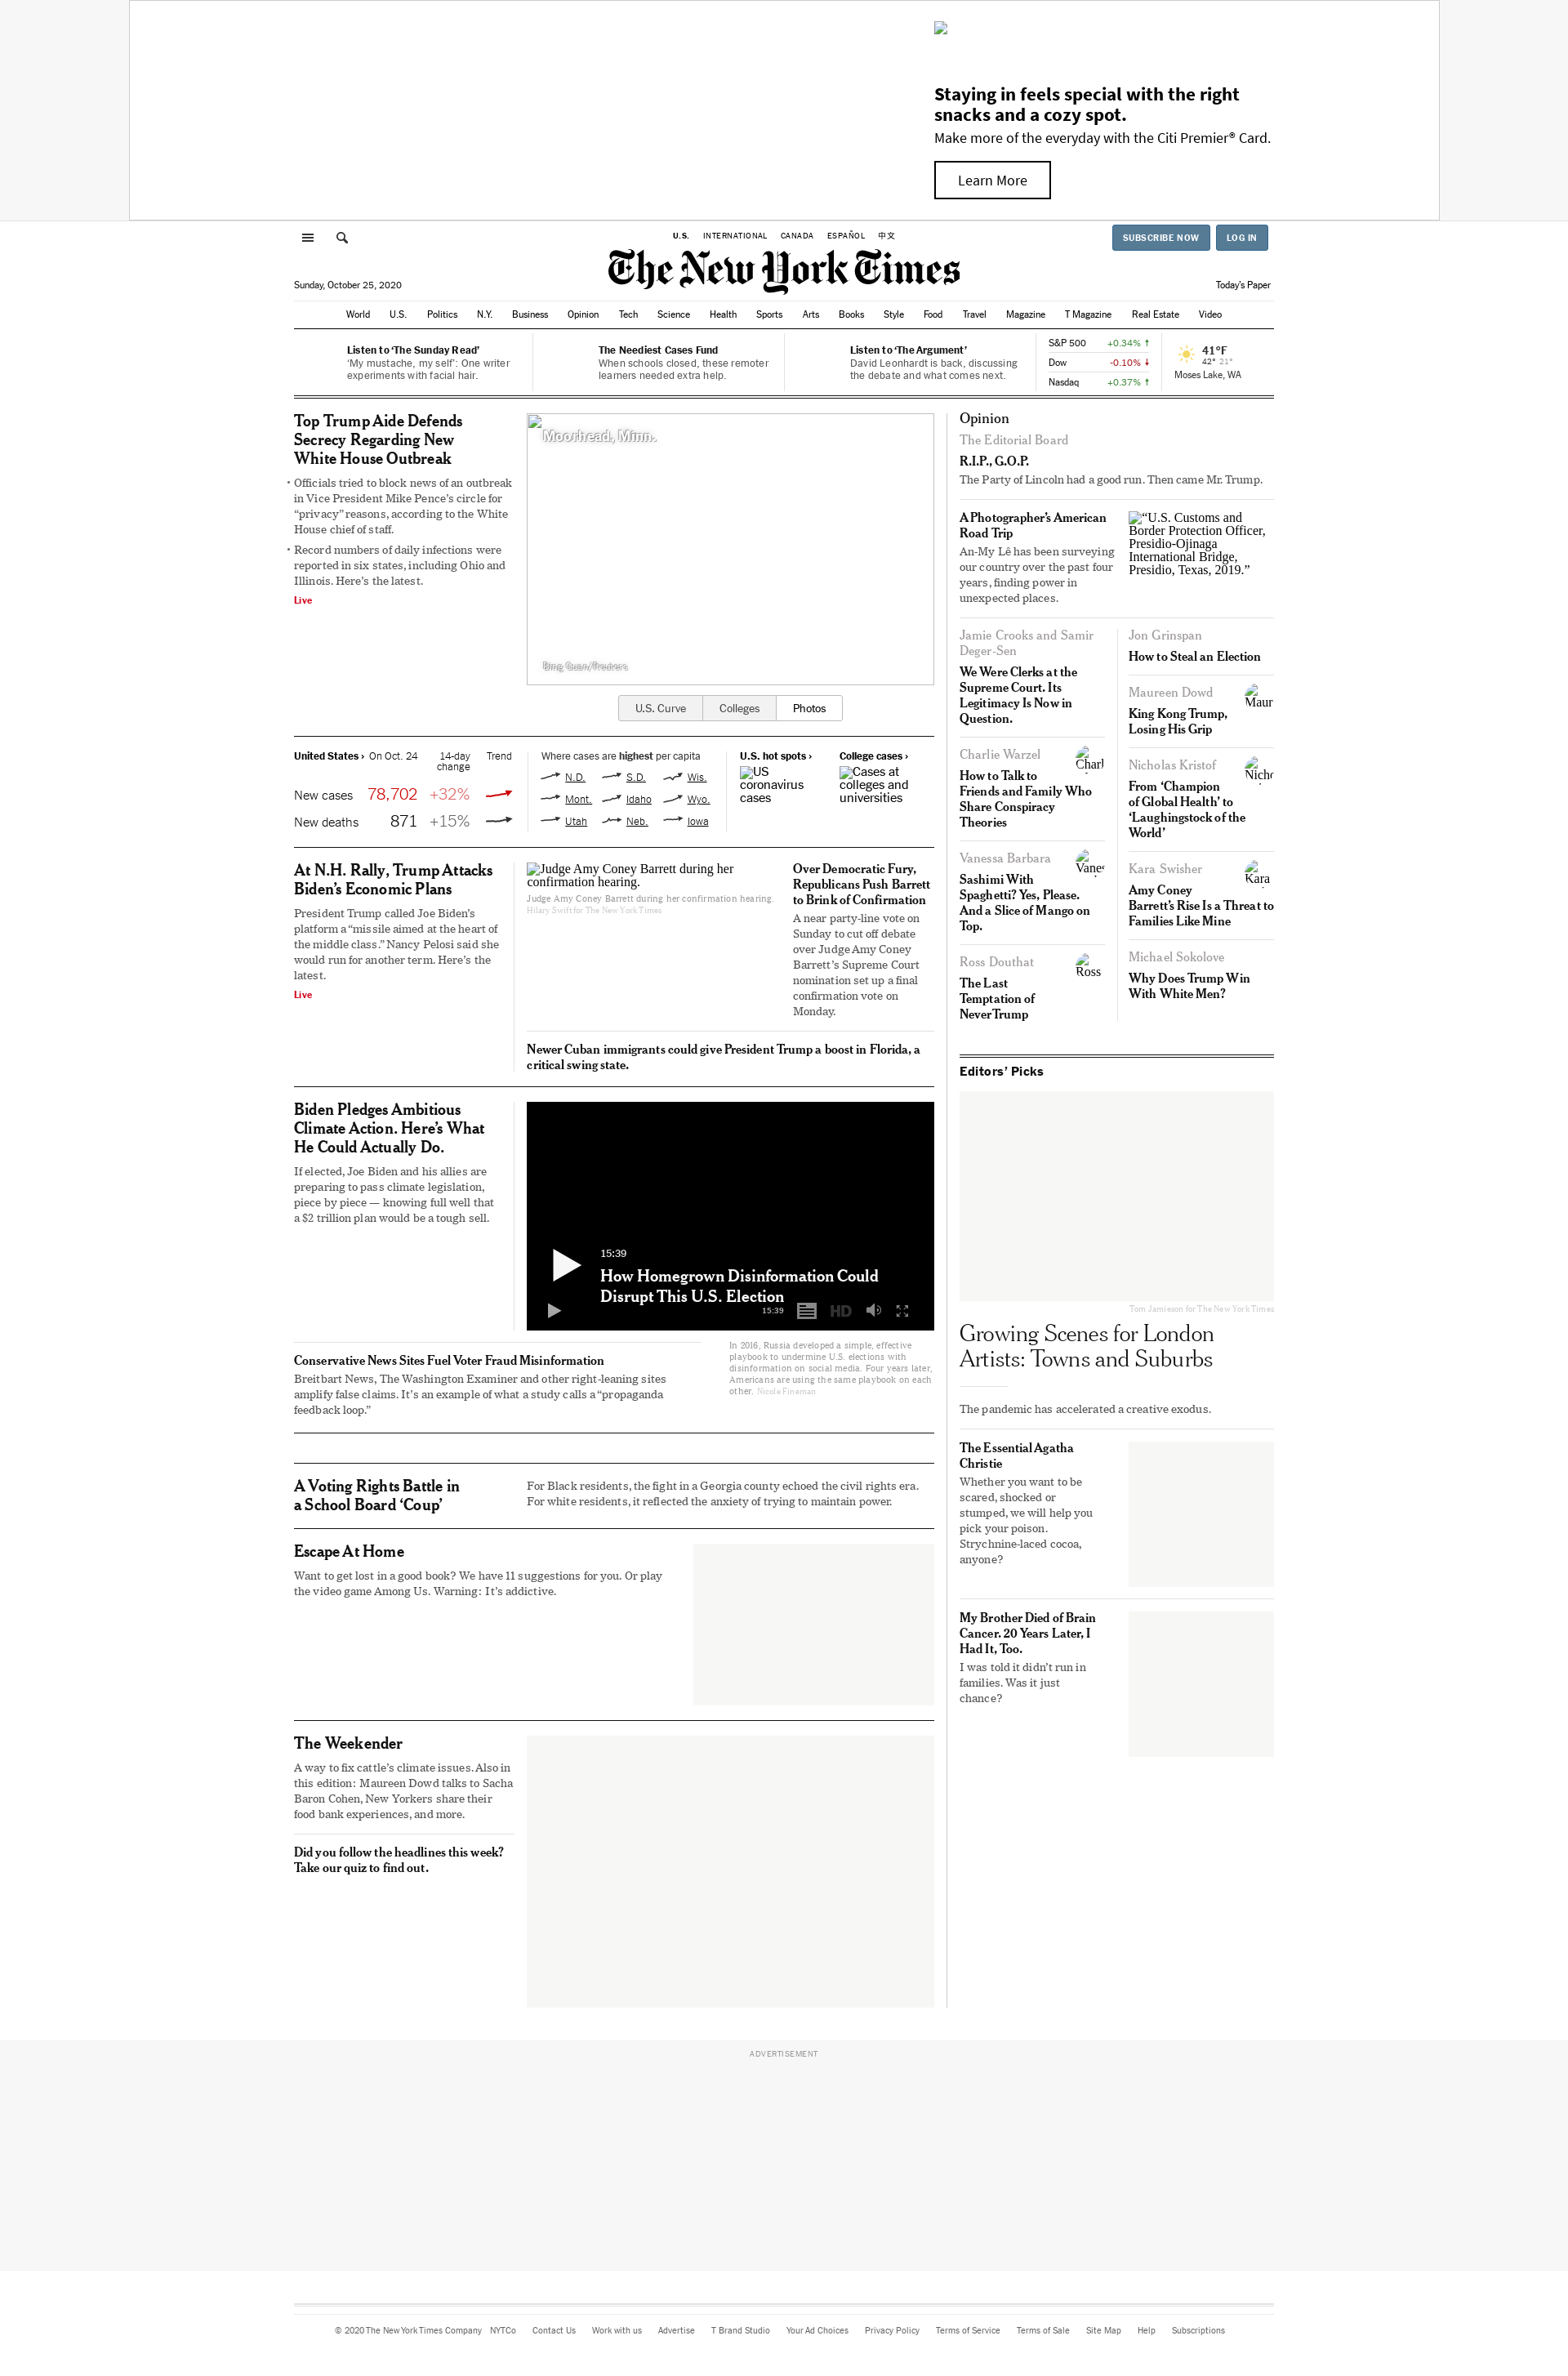 Staying in feels special with the right
snacks and a cozy spot.
Make more of the everyday with the Citi Premier® Card.
Learn More
U.S.
INTERNATIONAL
CANADA
ESPAÑOL
中文
SUBSCRIBE NOW
LOG IN
The New York Times
Sunday, October 25, 2020
Today's Paper
World
U.S.
Politics
N.Y.
Business
Opinion
Tech
Science
Health
Sports
Arts
Books
Style
Food
Travel
Magazine
T Magazine
Real Estate
Video
Listen to ‘The Sunday Read’
‘My mustache, my self’: One writer
experiments with facial hair.
The Neediest Cases Fund
When schools closed, these remoter
learners needed extra help.
Listen to ‘The Argument’
David Leonhardt is back, discussing
the debate and what comes next.
S&P 500 +0.34% ↑
Dow -0.10% ↓
Nasdaq +0.37% ↑
41°F
42° 21°
Moses Lake, WA
Top Trump Aide Defends
Secrecy Regarding New
White House Outbreak
• Officials tried to block news of an outbreak
in Vice President Mike Pence’s circle for
“privacy” reasons, according to the White
House chief of staff.
• Record numbers of daily infections were
reported in six states, including Ohio and
Illinois. Here’s the latest.
Live
Moorhead, Minn.
Bing Guan/Reuters
U.S. Curve
Colleges
Photos
United States › On Oct. 24 14-day Trend
change
New cases 78,702 +32%
New deaths 871 +15%
Where cases are highest per capita
N.D. S.D. Wis.
Mont. Idaho Wyo.
Utah Neb. Iowa
U.S. hot spots ›
US
coronavirus
cases
College cases ›
Cases at
colleges and
universities
At N.H. Rally, Trump Attacks
Biden’s Economic Plans
President Trump called Joe Biden’s
platform a “missile aimed at the heart of
the middle class.” Nancy Pelosi said she
would run for another term. Here’s the
latest.
Live
Judge Amy Coney Barrett during her
confirmation hearing.
Judge Amy Coney Barrett during her confirmation hearing.
Hilary Swift for The New York Times
Over Democratic Fury,
Republicans Push Barrett
to Brink of Confirmation
A near party-line vote on
Sunday to cut off debate
over Judge Amy Coney
Barrett’s Supreme Court
nomination set up a final
confirmation vote on
Monday.
Newer Cuban immigrants could give President Trump a boost in Florida, a
critical swing state.
Biden Pledges Ambitious
Climate Action. Here’s What
He Could Actually Do.
If elected, Joe Biden and his allies are
preparing to pass climate legislation,
piece by piece — knowing full well that
a $2 trillion plan would be a tough sell.
15:39
How Homegrown Disinformation Could
Disrupt This U.S. Election
15:39
HD
In 2016, Russia developed a simple, effective
playbook to undermine U.S. elections with
disinformation on social media. Four years later,
Americans are using the same playbook on each
other. Nicole Fineman
Conservative News Sites Fuel Voter Fraud Misinformation
Breitbart News, The Washington Examiner and other right-leaning sites
amplify false claims. It’s an example of what a study calls a “propaganda
feedback loop.”
A Voting Rights Battle in
a School Board ‘Coup’
For Black residents, the fight in a Georgia county echoed the civil rights era.
For white residents, it reflected the anxiety of trying to maintain power.
Escape At Home
Want to get lost in a good book? We have 11 suggestions for you. Or play
the video game Among Us. Warning: It’s addictive.
The Weekender
A way to fix cattle’s climate issues. Also in
this edition: Maureen Dowd talks to Sacha
Baron Cohen, New Yorkers share their
food bank experiences, and more.
Did you follow the headlines this week?
Take our quiz to find out.
Opinion
The Editorial Board
R.I.P., G.O.P.
The Party of Lincoln had a good run. Then came Mr. Trump.
A Photographer’s American
Road Trip
An-My Lê has been surveying
our country over the past four
years, finding power in
unexpected places.
“U.S. Customs and
Border Protection Officer,
Presidio-Ojinaga
International Bridge,
Presidio, Texas, 2019.”
Jamie Crooks and Samir
Deger-Sen
We Were Clerks at the
Supreme Court. Its
Legitimacy Is Now in
Question.
Charlie Warzel
How to Talk to
Friends and Family Who
Share Conspiracy
Theories
Vanessa Barbara
Sashimi With
Spaghetti? Yes, Please.
And a Slice of Mango on
Top.
Ross Douthat
Ross
The Last
Temptation of
NeverTrump
Jon Grinspan
How to Steal an Election
Maureen Dowd
Maur
King Kong Trump,
Losing His Grip
Nicholas Kristof
From ‘Champion
of Global Health’ to
‘Laughingstock of the
World’
Kara Swisher
Kara
Amy Coney
Barrett’s Rise Is a Threat to
Families Like Mine
Michael Sokolove
Why Does Trump Win
With White Men?
Editors’ Picks
Tom Jamieson for The New York Times
Growing Scenes for London
Artists: Towns and Suburbs
The pandemic has accelerated a creative exodus.
The Essential Agatha
Christie
Whether you want to be
scared, shocked or
stumped, we will help you
pick your poison.
Strychnine-laced cocoa,
anyone?
My Brother Died of Brain
Cancer. 20 Years Later, I
Had It, Too.
I was told it didn’t run in
families. Was it just
chance?
ADVERTISEMENT
© 2020 The New York Times Company
NYTCo
Contact Us
Work with us
Advertise
T Brand Studio
Your Ad Choices
Privacy Policy
Terms of Service
Terms of Sale
Site Map
Help
Subscriptions